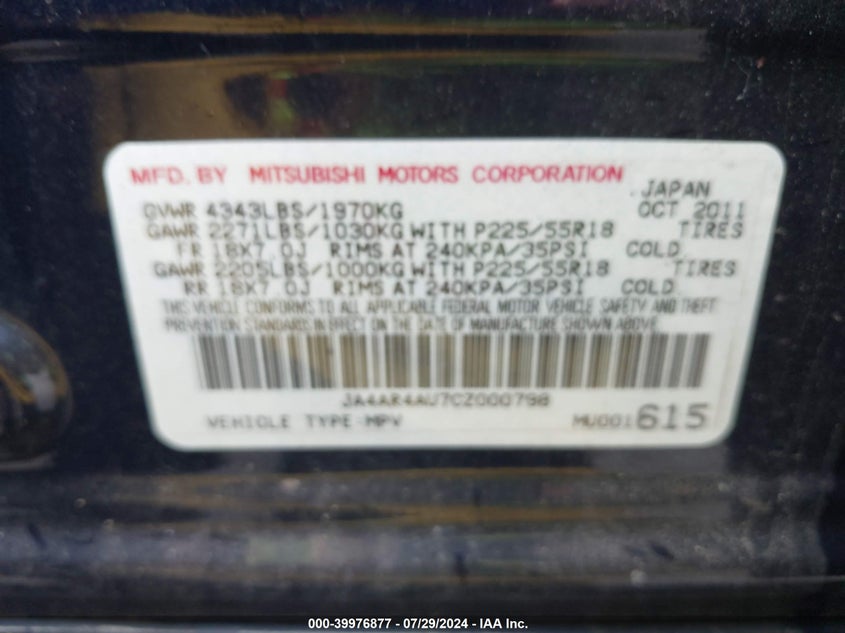 MFD. BY MITSUBISHI MOTORS CORPORATION
JAPAN
GVWR 4343LBS/1970KG OCT 2011
GAWR 2271LBS/1030KG WITH P225/55R18 TIRES
FR 18X7.0J RIMS AT 240KPA/35PSI COLD.
GAWR 2205LBS/1000KG WITH P225/55R18 TIRES
RR 18X7.0J RIMS AT 240KPA/35PSI COLD.
THIS VEHICLE CONFORMS TO ALL APPLICABLE FEDERAL MOTOR VEHICLE SAFETY AND THEFT
PREVENTION STANDARDS IN EFFECT ON THE DATE OF MANUFACTURE SHOWN ABOVE.
JA4AR4AU7CZ000798
VEHICLE TYPE:MPV MU001615
000-39976877 - 07/29/2024 - IAA Inc.